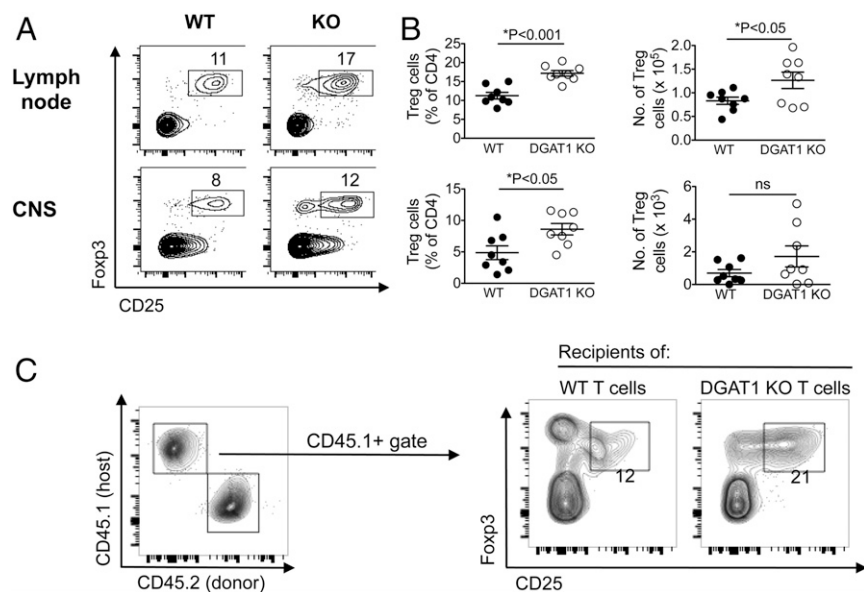 A
WT KO
Lymph node
11 17
CNS
8 12
Foxp3
CD25
B
*P<0.001
Treg cells (% of CD4)
25
20
15
10
5
0
WT DGAT1 KO
*P<0.05
No. of Treg cells (x 10⁵)
2.0
1.5
1.0
0.5
0
WT DGAT1 KO
*P<0.05
Treg cells (% of CD4)
15
10
5
0
WT DGAT1 KO
ns
No. of Treg cells (x 10³)
6
4
2
0
WT DGAT1 KO
C
Recipients of:
WT T cells DGAT1 KO T cells
CD45.1+ gate
12 21
CD45.1 (host)
CD45.2 (donor)
Foxp3
CD25